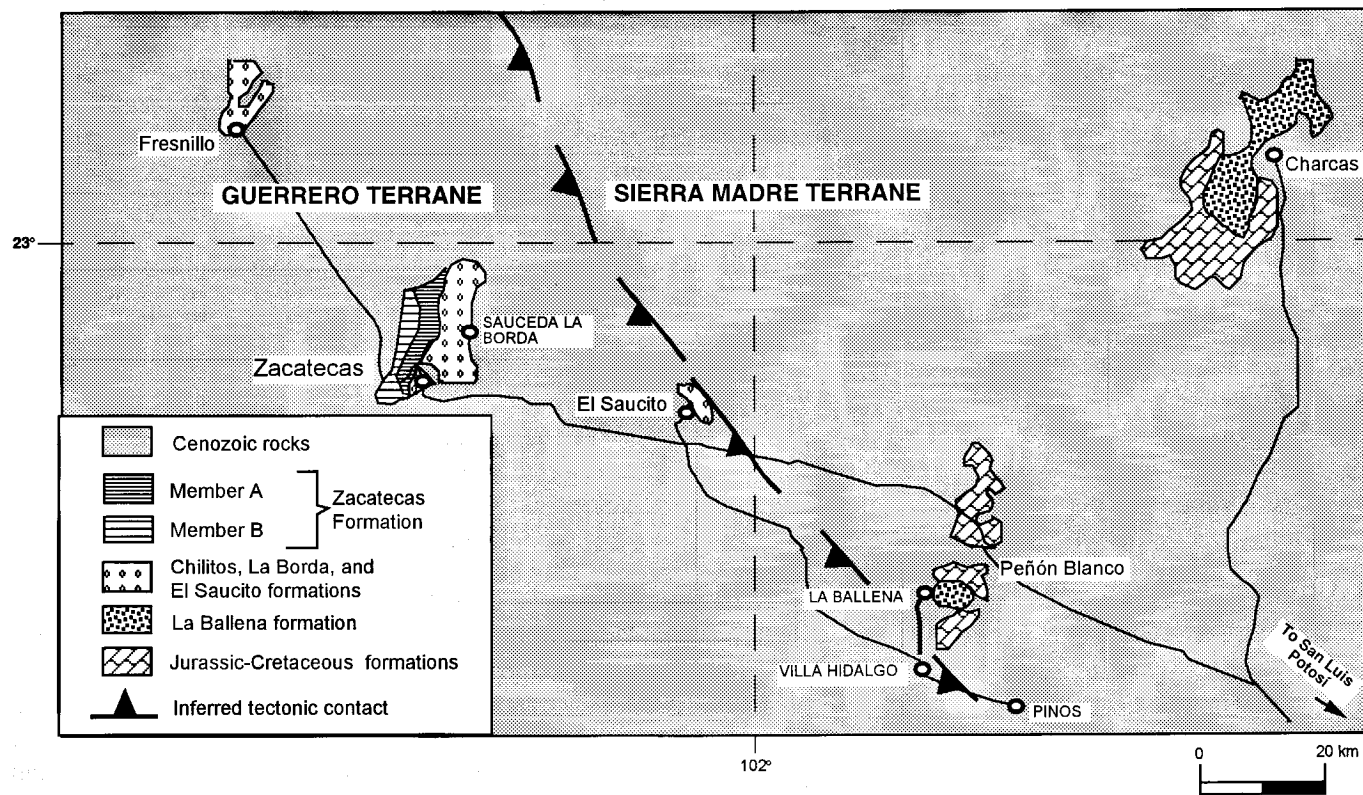 Fresnillo
Charcas
GUERRERO TERRANE
SIERRA MADRE TERRANE
23°
SAUCEDA LA
BORDA
Zacatecas
El Saucito
Peñón Blanco
LA BALLENA
VILLA HIDALGO
PINOS
To San Luis
Potosí
Cenozoic rocks
Member A
Member B
Zacatecas
Formation
Chilitos, La Borda, and
El Saucito formations
La Ballena formation
Jurassic-Cretaceous formations
Inferred tectonic contact
102°
0
20 km